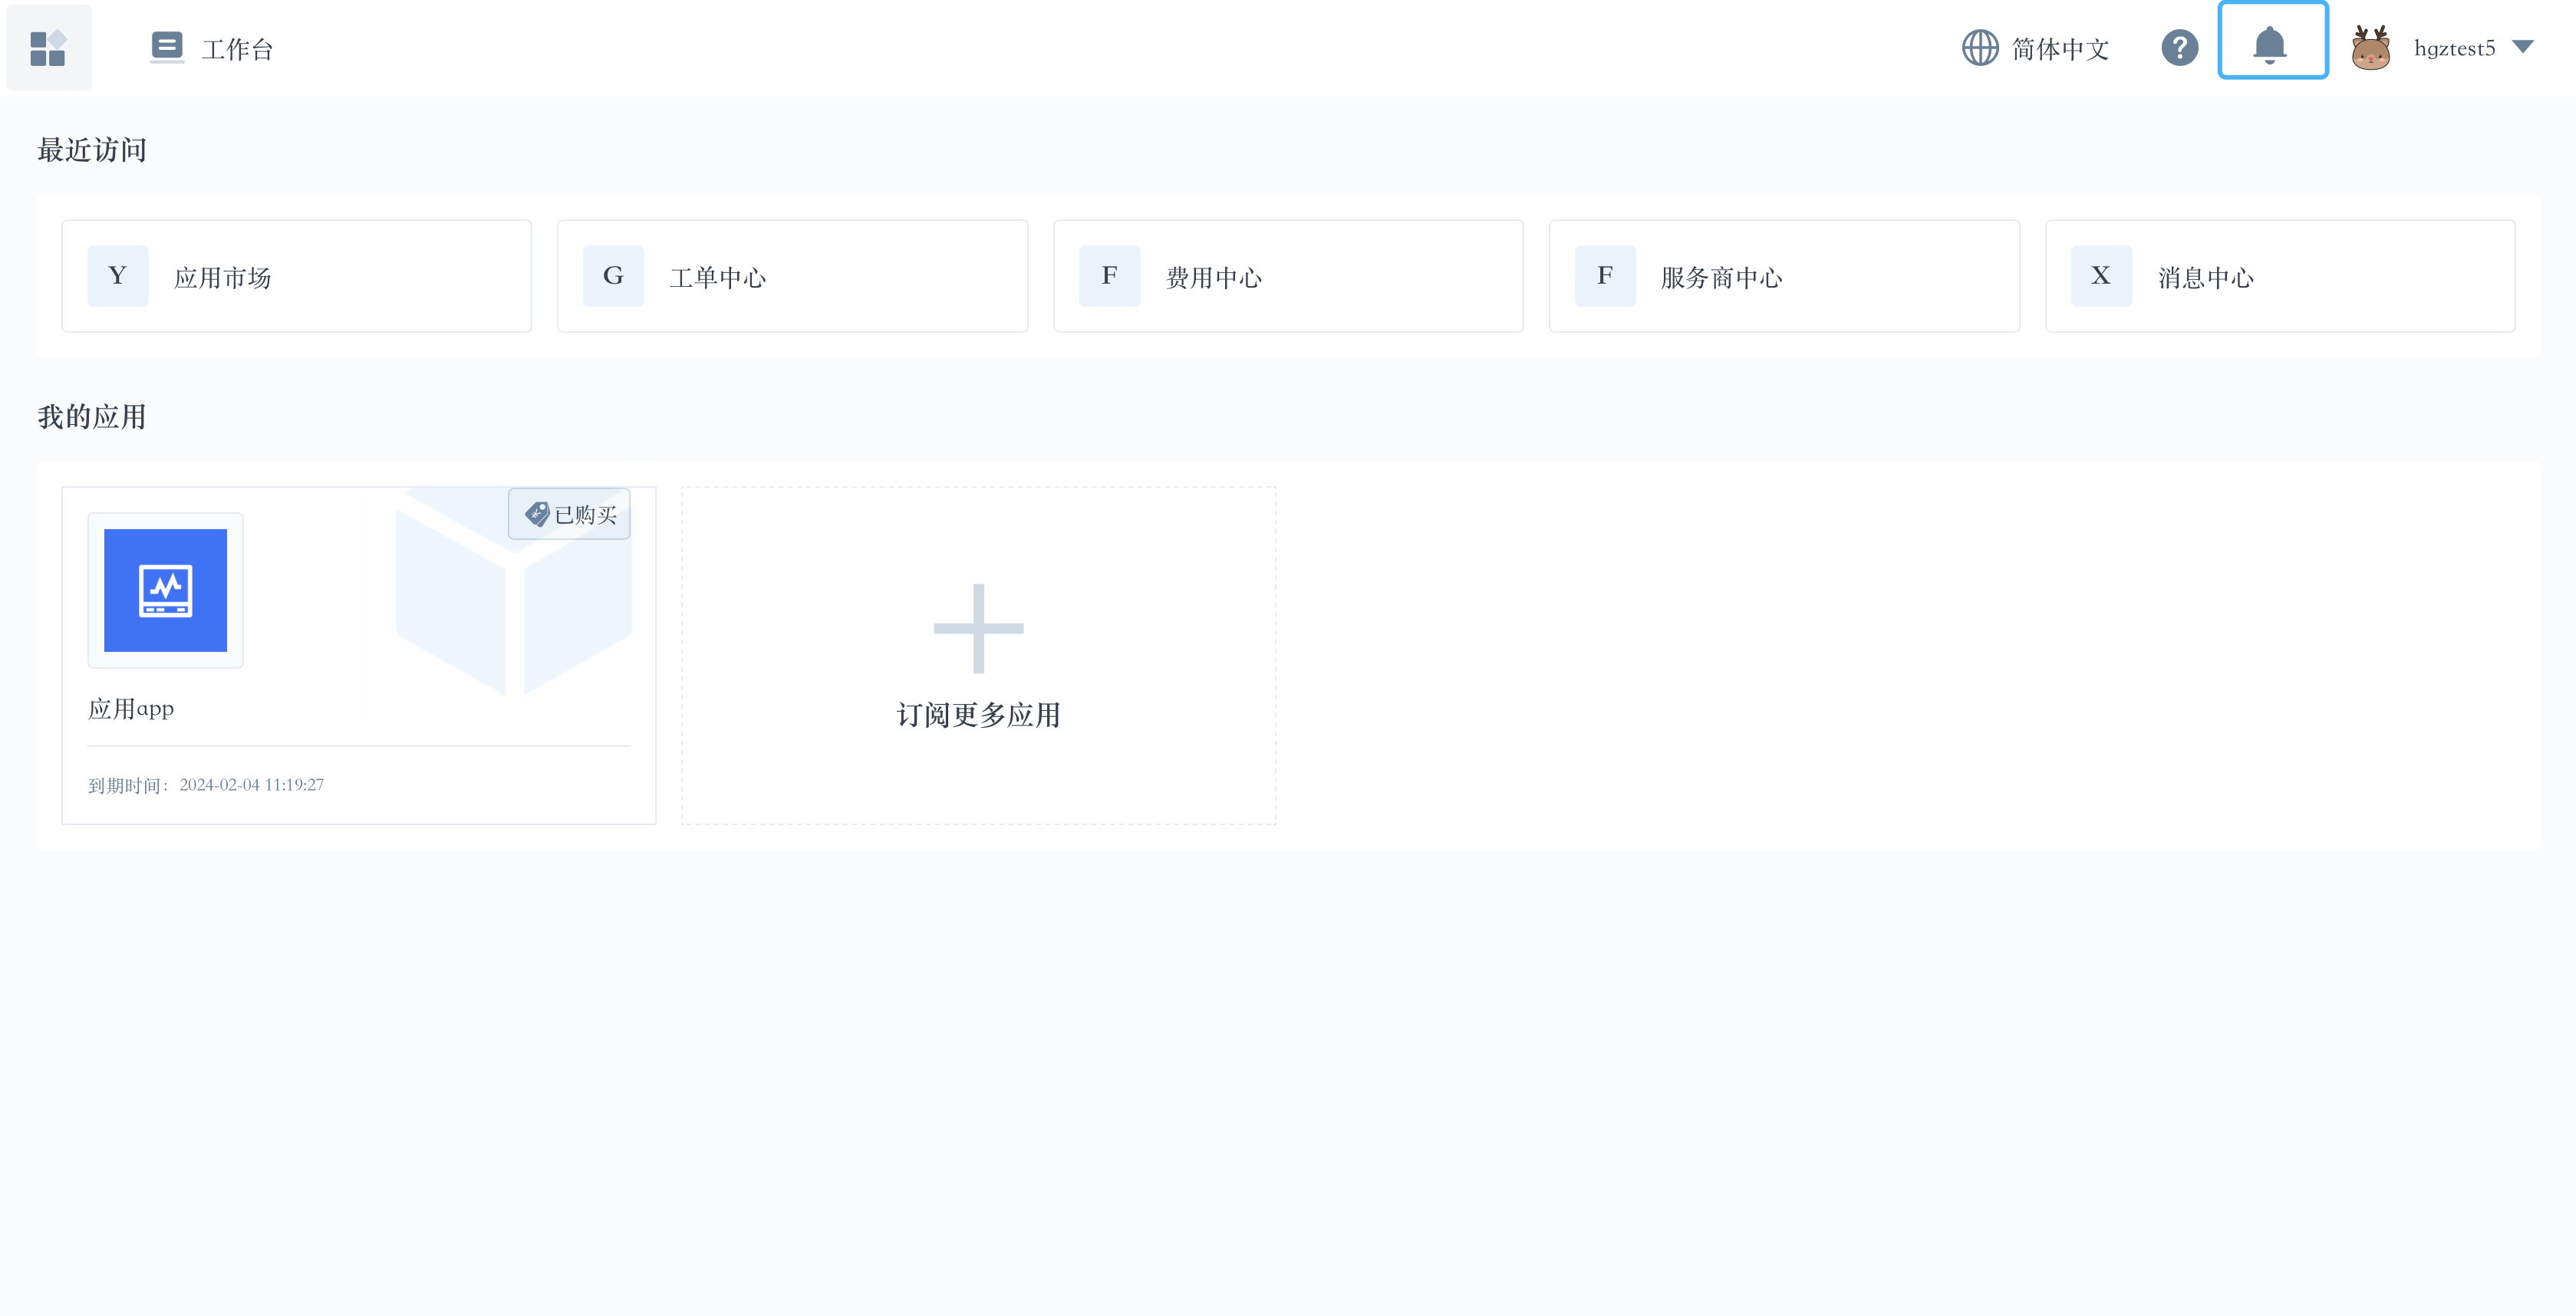 工作台
简体中文
hgztest5
最近访问
Y 应用市场
G 工单中心
F 费用中心
F 服务商中心
X 消息中心
我的应用
已购买
应用app
到期时间：2024-02-04 11:19:27
订阅更多应用